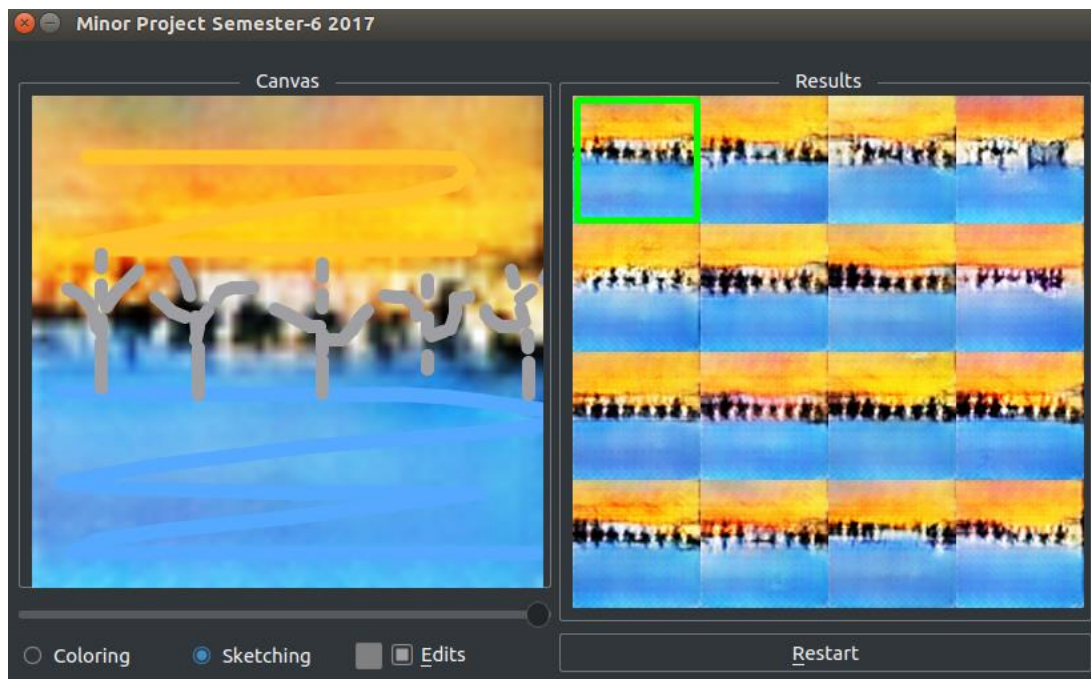 Minor Project Semester-6 2017
Canvas
Results
Coloring
Sketching
Edits
Restart